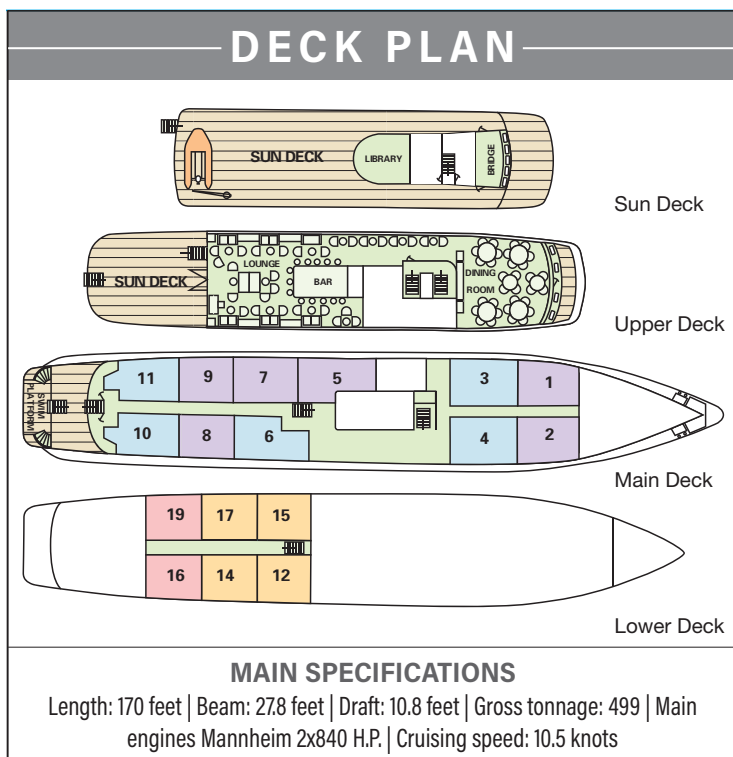 DECK PLAN
SUN DECK
LIBRARY
BRIDGE
Sun Deck
SUN DECK
LOUNGE
BAR
DINING
ROOM
Upper Deck
SWIM
PLATFORM
11
9
7
5
3
1
10
8
6
4
2
Main Deck
19
17
15
16
14
12
Lower Deck
MAIN SPECIFICATIONS
Length: 170 feet | Beam: 27.8 feet | Draft: 10.8 feet | Gross tonnage: 499 | Main
engines Mannheim 2x840 H.P. | Cruising speed: 10.5 knots